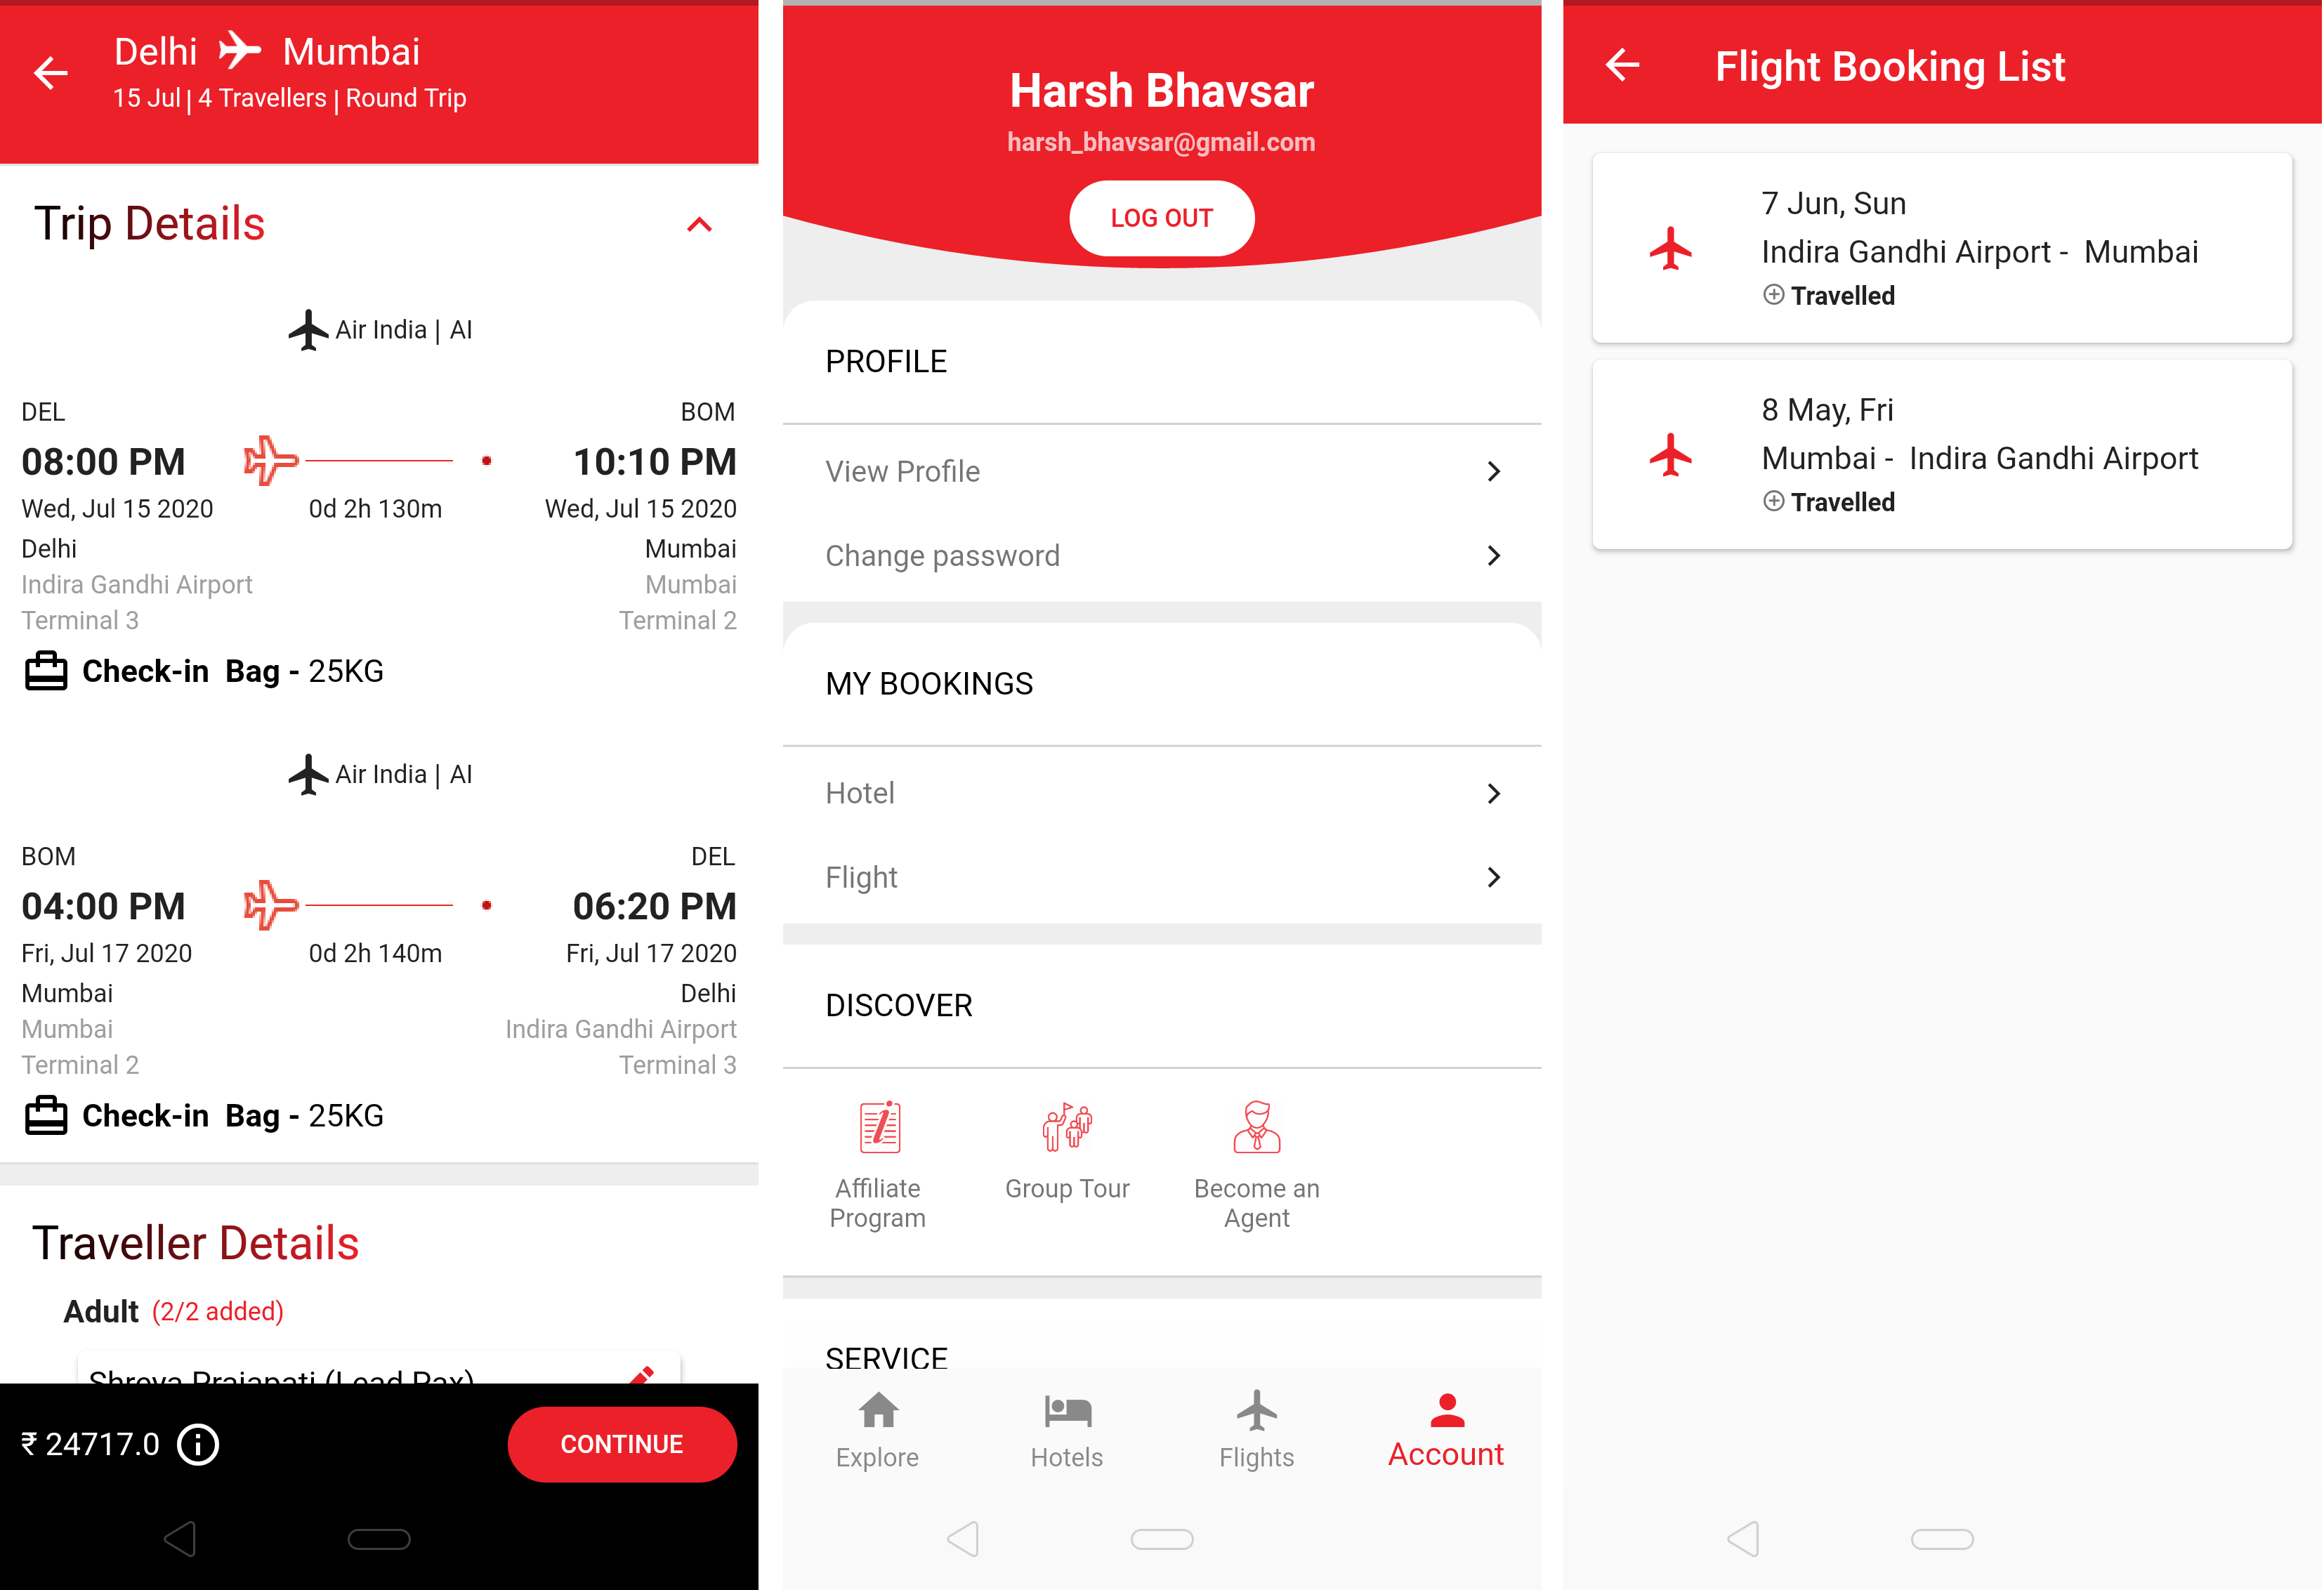 Delhi Mumbai
15 Jul | 4 Travellers | Round Trip
Trip Details
Air India | AI
DEL BOM
08:00 PM 10:10 PM
Wed, Jul 15 2020 0d 2h 130m Wed, Jul 15 2020
Delhi Mumbai
Indira Gandhi Airport Mumbai
Terminal 3 Terminal 2
Check-in Bag - 25KG
Air India | AI
BOM DEL
04:00 PM 06:20 PM
Fri, Jul 17 2020 0d 2h 140m Fri, Jul 17 2020
Mumbai Delhi
Mumbai Indira Gandhi Airport
Terminal 2 Terminal 3
Check-in Bag - 25KG
Traveller Details
Adult (2/2 added)
Shreya Prajapati (Lead Pax)
₹ 24717.0 CONTINUE
Harsh Bhavsar
harsh_bhavsar@gmail.com
LOG OUT
PROFILE
View Profile
Change password
MY BOOKINGS
Hotel
Flight
DISCOVER
Affiliate
Program
Group Tour
Become an
Agent
SERVICE
Explore Hotels Flights Account
Flight Booking List
7 Jun, Sun
Indira Gandhi Airport - Mumbai
Travelled
8 May, Fri
Mumbai - Indira Gandhi Airport
Travelled